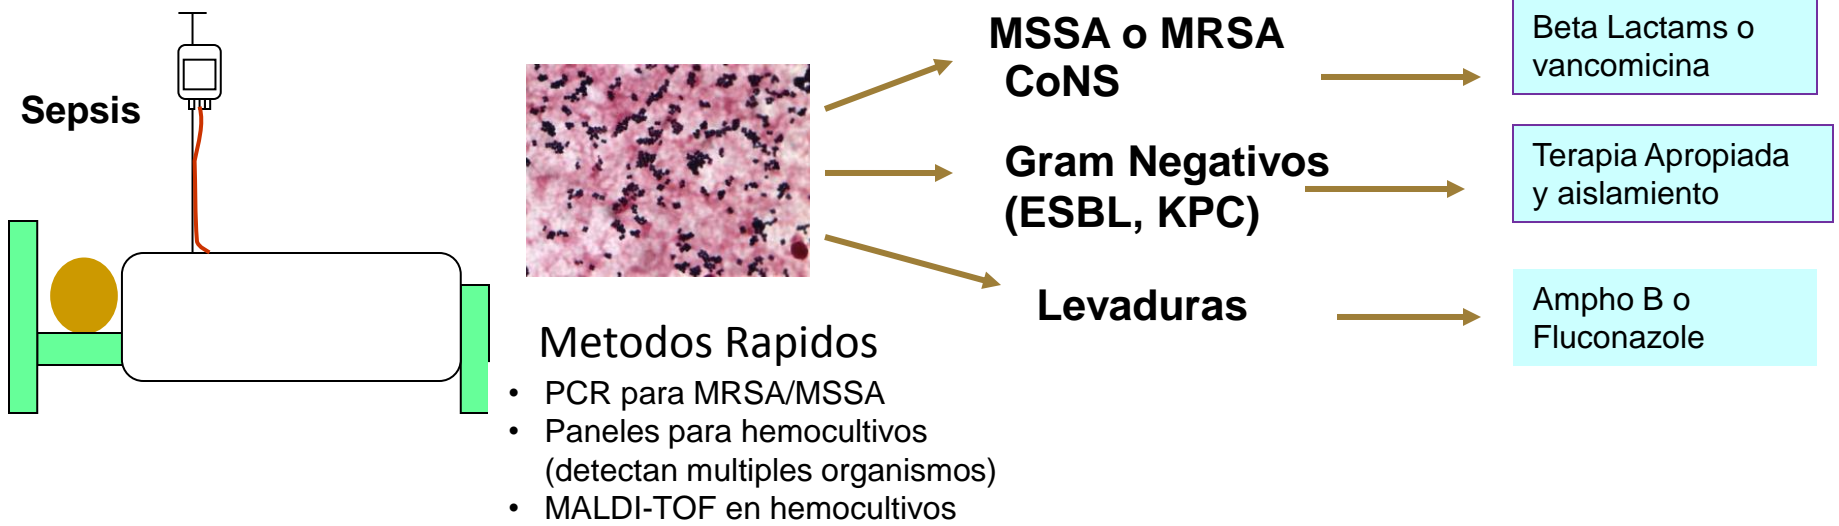 Sepsis
MSSA o MRSA
CoNS
Beta Lactams o
vancomicina
Gram Negativos
(ESBL, KPC)
Terapia Apropiada
y aislamiento
Levaduras
Ampho B o
Fluconazole
Metodos Rapidos
• PCR para MRSA/MSSA
• Paneles para hemocultivos
(detectan multiples organismos)
• MALDI-TOF en hemocultivos